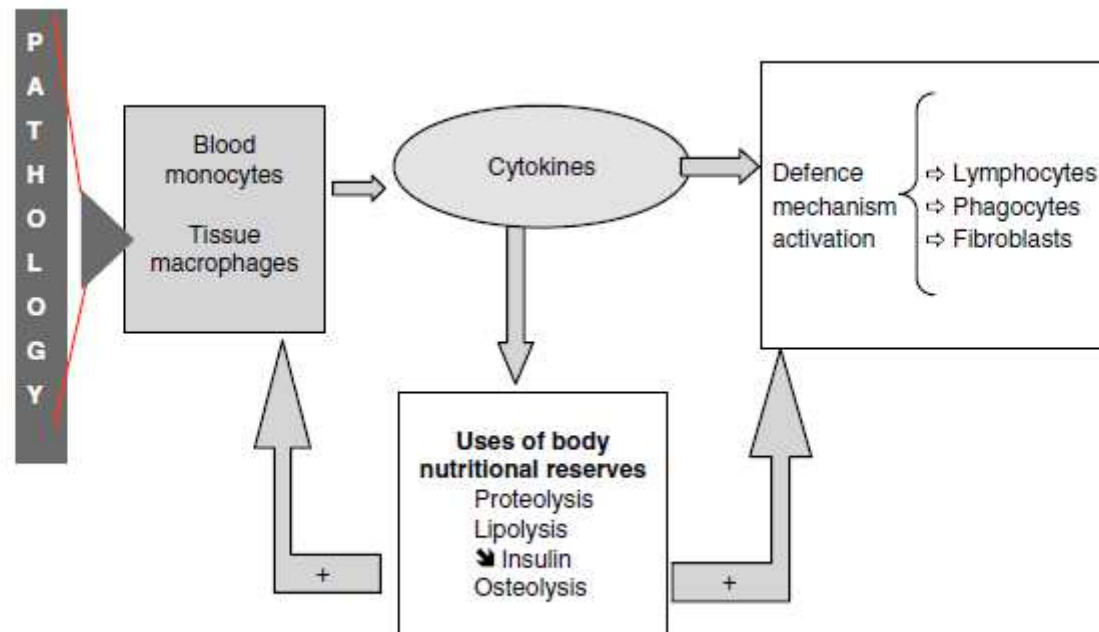 PATHOLOGY
Blood
monocytes
Tissue
macrophages
Cytokines
Defence
mechanism
activation
⇨ Lymphocytes
⇨ Phagocytes
⇨ Fibroblasts
Uses of body
nutritional reserves
Proteolysis
Lipolysis
⬊ Insulin
Osteolysis
+
+